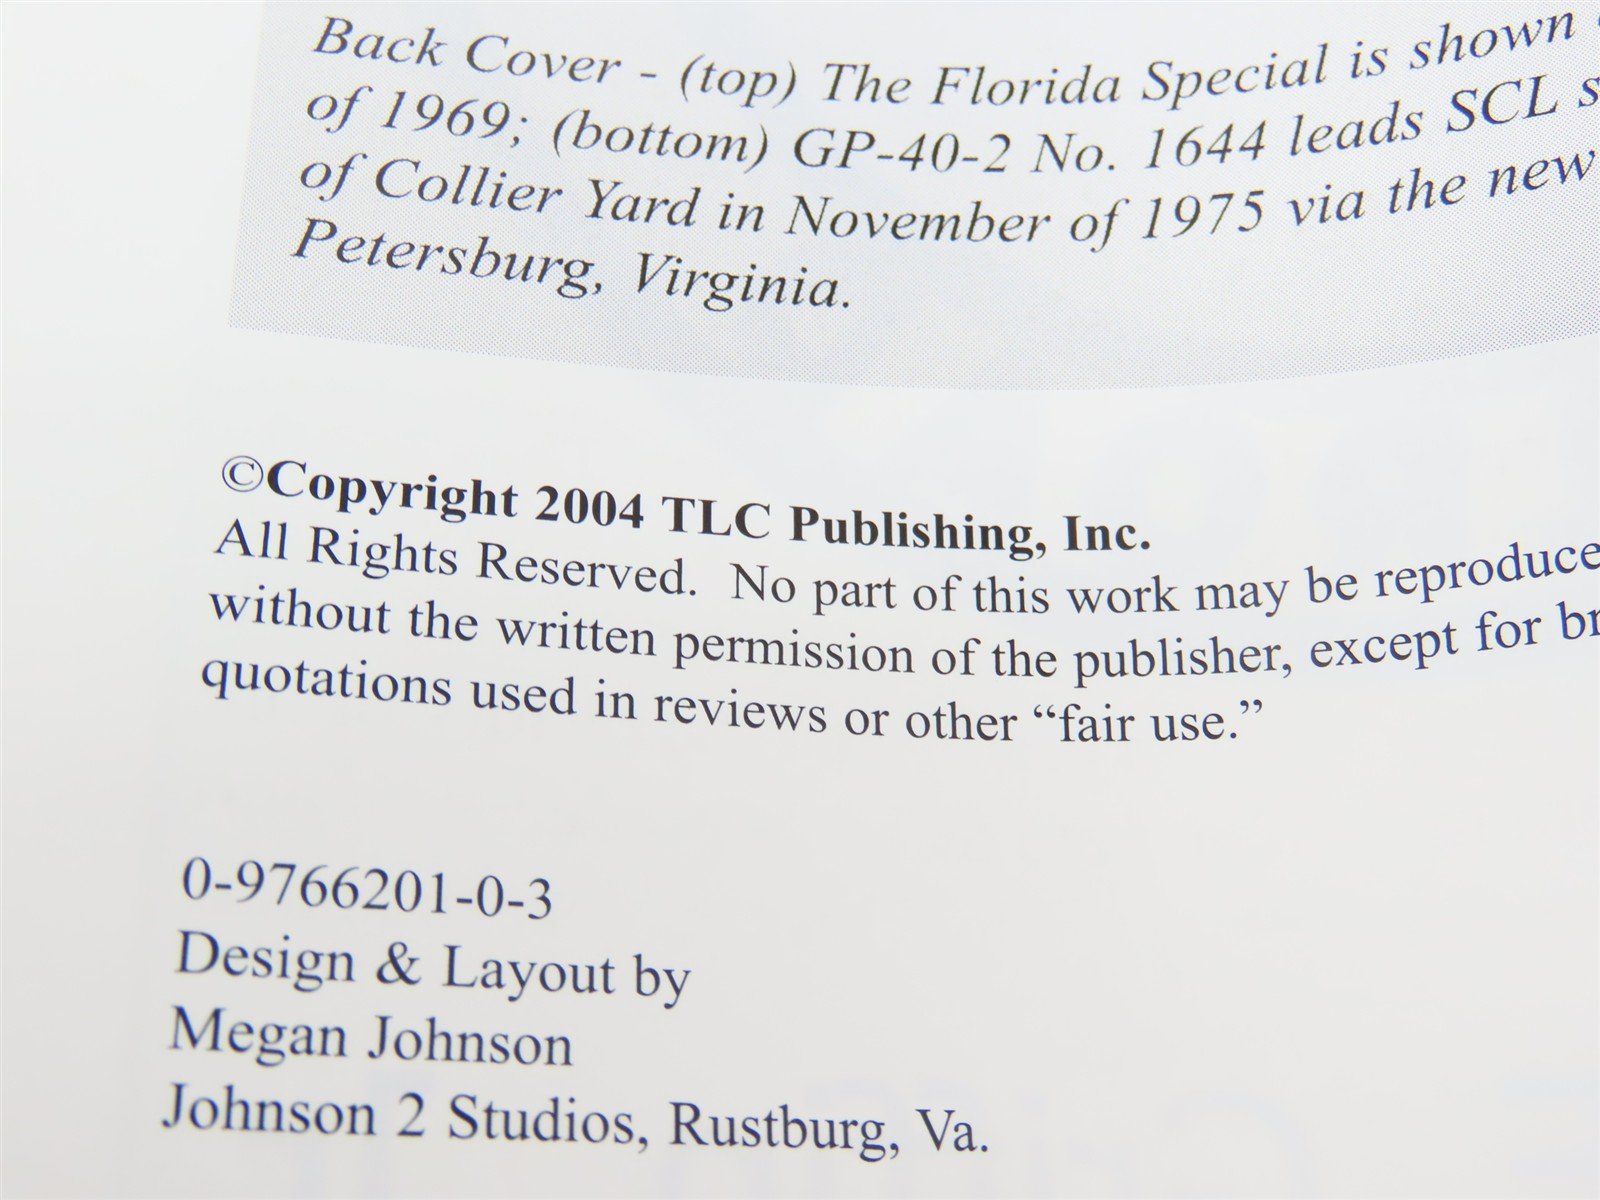 Back Cover - (top) The Florida Special is shown
of 1969; (bottom) GP-40-2 No. 1644 leads SCL
of Collier Yard in November of 1975 via the new
Petersburg, Virginia.
©Copyright 2004 TLC Publishing, Inc.
All Rights Reserved. No part of this work may be reproduce
without the written permission of the publisher, except for br
quotations used in reviews or other “fair use.”
0-9766201-0-3
Design & Layout by
Megan Johnson
Johnson 2 Studios, Rustburg, Va.